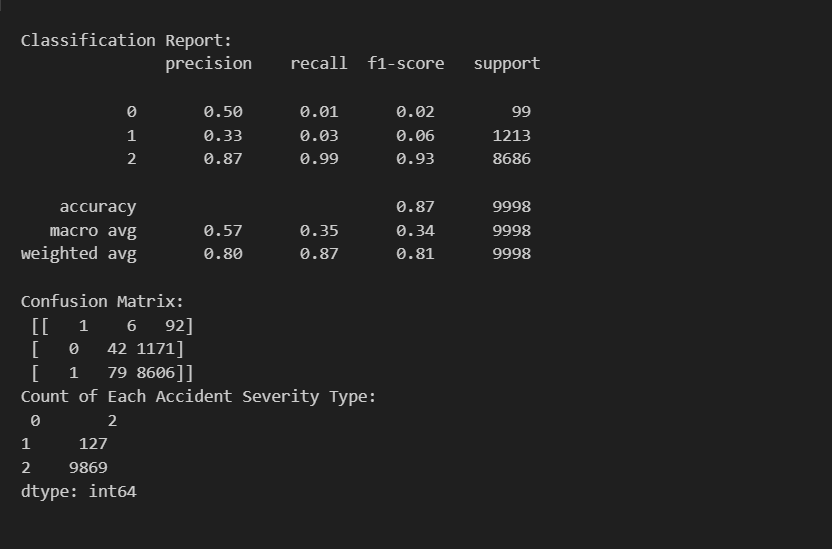 Classification Report:
precision recall f1-score support
0 0.50 0.01 0.02 99
1 0.33 0.03 0.06 1213
2 0.87 0.99 0.93 8686
accuracy 0.87 9998
macro avg 0.57 0.35 0.34 9998
weighted avg 0.80 0.87 0.81 9998
Confusion Matrix:
[[ 1 6 92]
[ 0 42 1171]
[ 1 79 8606]]
Count of Each Accident Severity Type:
0 2
1 127
2 9869
dtype: int64